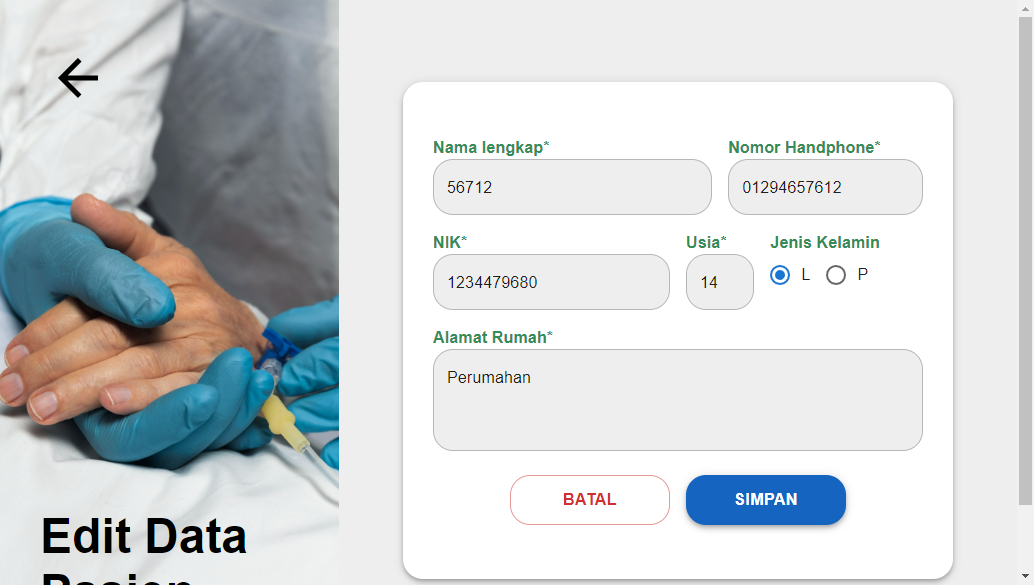 Nama lengkap*
Nomor Handphone*
56712
01294657612
NIK*
Usia*
Jenis Kelamin
1234479680
14
L
P
Alamat Rumah*
Perumahan
BATAL
SIMPAN
Edit Data
Pasien